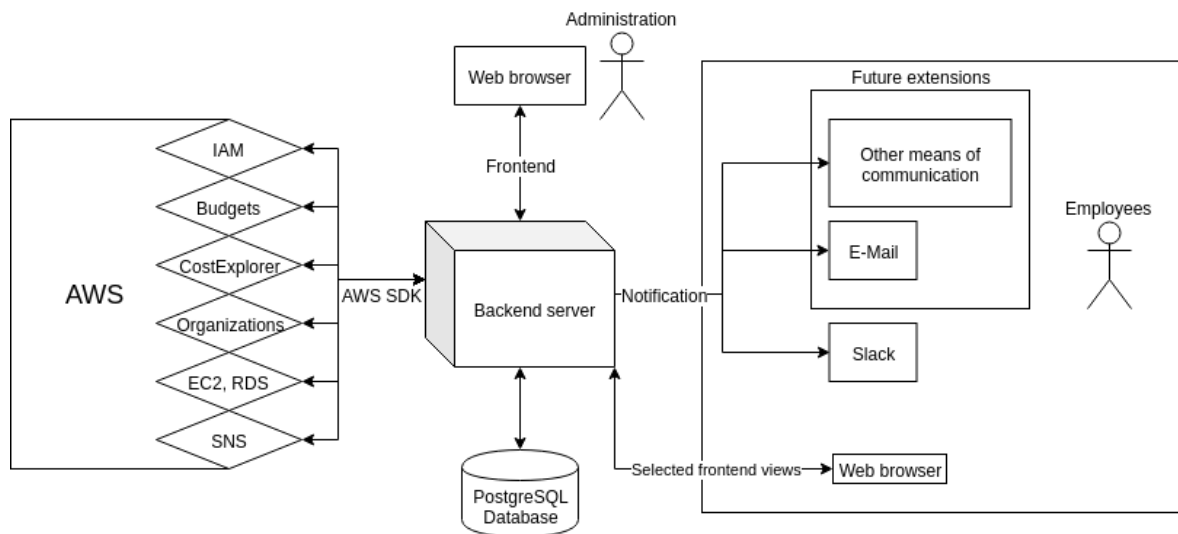 Administration
Web browser
Future extensions
Other means of
communication
IAM
Frontend
Budgets
Employees
E-Mail
CostExplorer
AWS
AWS SDK
Notification
Backend server
Organizations
Slack
EC2, RDS
SNS
Selected frontend views
Web browser
PostgreSQL
Database